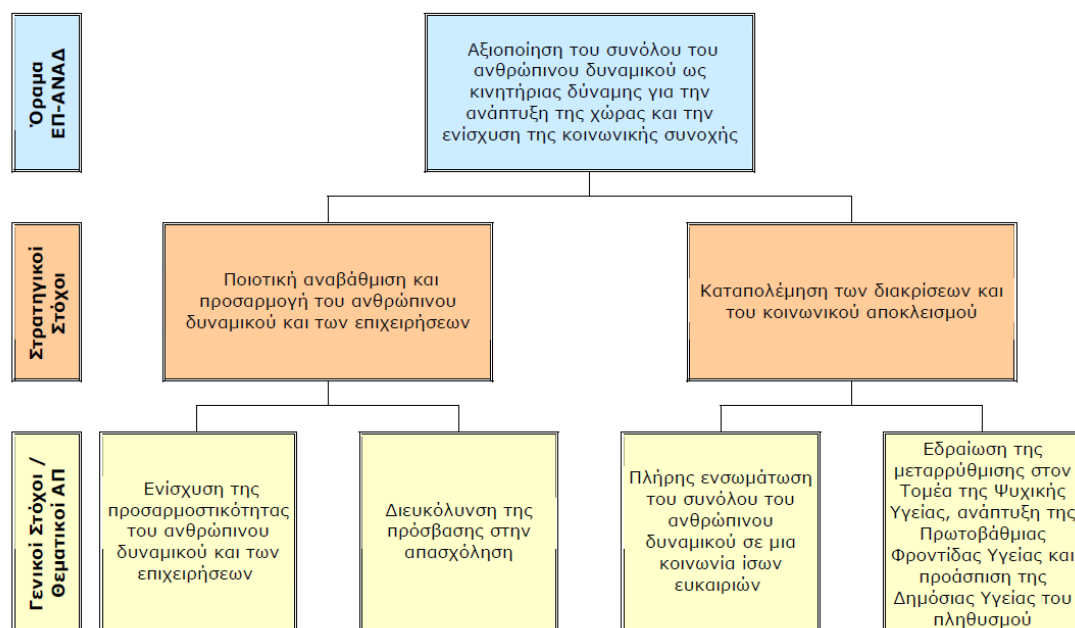 Όραμα
ΕΠ-ΑΝΑΔ
Αξιοποίηση του συνόλου του
ανθρώπινου δυναμικού ως
κινητήριας δύναμης για την
ανάπτυξη της χώρας και την
ενίσχυση της κοινωνικής συνοχής
Στρατηγικοί
Στόχοι
Ποιοτική αναβάθμιση και
προσαρμογή του ανθρώπινου
δυναμικού και των επιχειρήσεων
Καταπολέμηση των διακρίσεων και
του κοινωνικού αποκλεισμού
Γενικοί Στόχοι /
Θεματικοί ΑΠ
Ενίσχυση της
προσαρμοστικότητας
του ανθρώπινου
δυναμικού και των
επιχειρήσεων
Διευκόλυνση της
πρόσβασης στην
απασχόληση
Πλήρης ενσωμάτωση
του συνόλου του
ανθρώπινου
δυναμικού σε μια
κοινωνία ίσων
ευκαιριών
Εδραίωση της
μεταρρύθμισης στον
Τομέα της Ψυχικής
Υγείας, ανάπτυξη της
Πρωτοβάθμιας
Φροντίδας Υγείας και
προάσπιση της
Δημόσιας Υγείας του
πληθυσμού